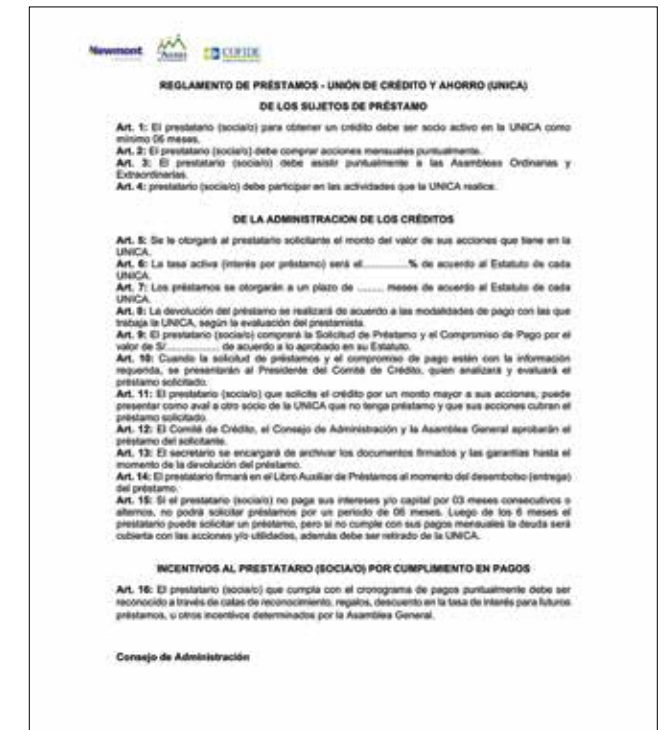 Newmont
COFIDE
REGLAMENTO DE PRÉSTAMOS - UNIÓN DE CRÉDITO Y AHORRO (UNICA)
DE LOS SUJETOS DE PRÉSTAMO
Art. 1: El prestatario (socia/o) para obtener un crédito debe ser socio activo en la UNICA como
mínimo 06 meses.
Art. 2: El prestatario (socia/o) debe comprar acciones mensuales puntualmente.
Art. 3: El prestatario (socia/o) debe asistir puntualmente a las Asambleas Ordinarias y
Extraordinarias.
Art. 4: prestatario (socia/o) debe participar en las actividades que la UNICA realice.
DE LA ADMINISTRACION DE LOS CRÉDITOS
Art. 5: Se le otorgará al prestatario solicitante el monto del valor de sus acciones que tiene en la
UNICA.
Art. 6: La tasa activa (interés por préstamo) será el..............% de acuerdo al Estatuto de cada
UNICA.
Art. 7: Los préstamos se otorgarán a un plazo de ........ meses de acuerdo al Estatuto de cada
UNICA.
Art. 8: La devolución del préstamo se realizará de acuerdo a las modalidades de pago con las que
trabaja la UNICA, según la evaluación del prestamista.
Art. 9: El prestatario (socia/o) comprará la Solicitud de Préstamo y el Compromiso de Pago por el
valor de S/................. de acuerdo a lo aprobado en su Estatuto.
Art. 10: Cuando la solicitud de préstamos y el compromiso de pago estén con la información
requerida, se presentarán al Presidente del Comité de Crédito, quien analizará y evaluará el
préstamo solicitado.
Art. 11: El prestatario (socia/o) que solicite el crédito por un monto mayor a sus acciones, puede
presentar como aval a otro socio de la UNICA que no tenga préstamo y que sus acciones cubran el
préstamo solicitado.
Art. 12: El Comité de Crédito, el Consejo de Administración y la Asamblea General aprobarán el
préstamo del solicitante.
Art. 13: El secretario se encargará de archivar los documentos firmados y las garantías hasta el
momento de la devolución del préstamo.
Art. 14: El prestatario firmará en el Libro Auxiliar de Préstamos al momento del desembolso (entrega)
del préstamo.
Art. 15: Si el prestatario (socia/o) no paga sus intereses y/o capital por 03 meses consecutivos o
alternos, no podrá solicitar préstamos por un periodo de 06 meses. Luego de los 6 meses el
prestatario puede solicitar un préstamo, pero si no cumple con sus pagos mensuales la deuda será
cubierta con las acciones y/o utilidades, además debe ser retirado de la UNICA.
INCENTIVOS AL PRESTATARIO (SOCIA/O) POR CUMPLIMIENTO EN PAGOS
Art. 16: El prestatario (socia/o) que cumpla con el cronograma de pagos puntualmente debe ser
reconocido a través de catas de reconocimiento, regalos, descuento en la tasa de interés para futuros
préstamos, u otros incentivos determinados por la Asamblea General.
Consejo de Administración